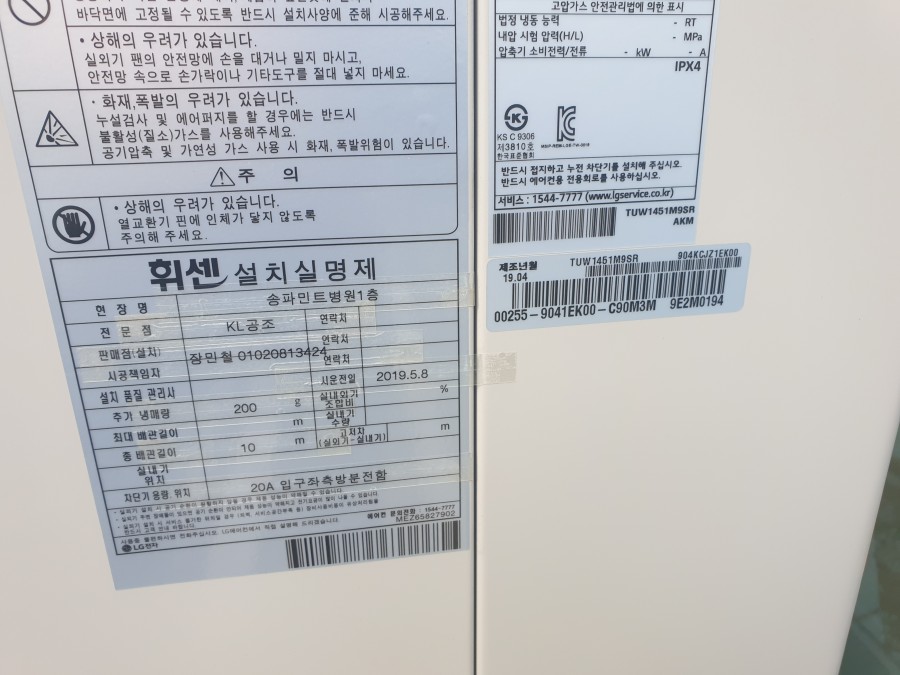 바닥면에 고정될 수 있도록 반드시 설치사양에 준해 시공해주세요.
· 상해의 우려가 있습니다.
실외기 팬의 안전망에 손을 대거나 밀지 마시고,
안전망 속으로 손가락이나 기타도구를 절대 넣지 마세요.
· 화재,폭발의 우려가 있습니다.
누설검사 및 에어퍼지를 할 경우에는 반드시
불활성(질소)가스를 사용해주세요.
공기압축 및 가연성 가스 사용 시 화재,폭발위험이 있습니다.
주 의
· 상해의 우려가 있습니다.
열교환기 핀에 인체가 닿지 않도록
주의해 주세요.
휘센 설치실명제
현 장 명 송파민트병원1층
전 문 점 KL공조 연락처
판매점(설치) 장민철 01020813424 연락처
시공책임자 연락처
설치 품질 관리사 시운전일 2019.5.8
추가 냉매량 200 g 실내외기 조합비 %
최대 배관길이 m 실내기 수량
총 배관길이 10 m 고저차 (실외기-실내기) m
실내기 위치
차단기 용량, 위치 20A 입구좌측방분전함
에어컨 문의전화 : 1544-7777
MEZ65827902
LG전자
고압가스 안전관리법에 의한 표시
법정 냉동 능력 - RT
내압 시험 압력(H/L) - MPa
압축기 소비전력/전류 - kW - A
IPX4
KS C 9306
제3810호
한국표준협회
반드시 접지하고 누전 차단기를 설치해 주십시오.
반드시 에어컨용 전용회로를 사용하십시오.
서비스 : 1544-7777 (www.lgservice.co.kr)
TUW1451M9SR
AKM
제조년월 TUW1451M9SR 904KCJZ1EK00
19.04
00255-9041EK00-C90M3M 9E2M0194